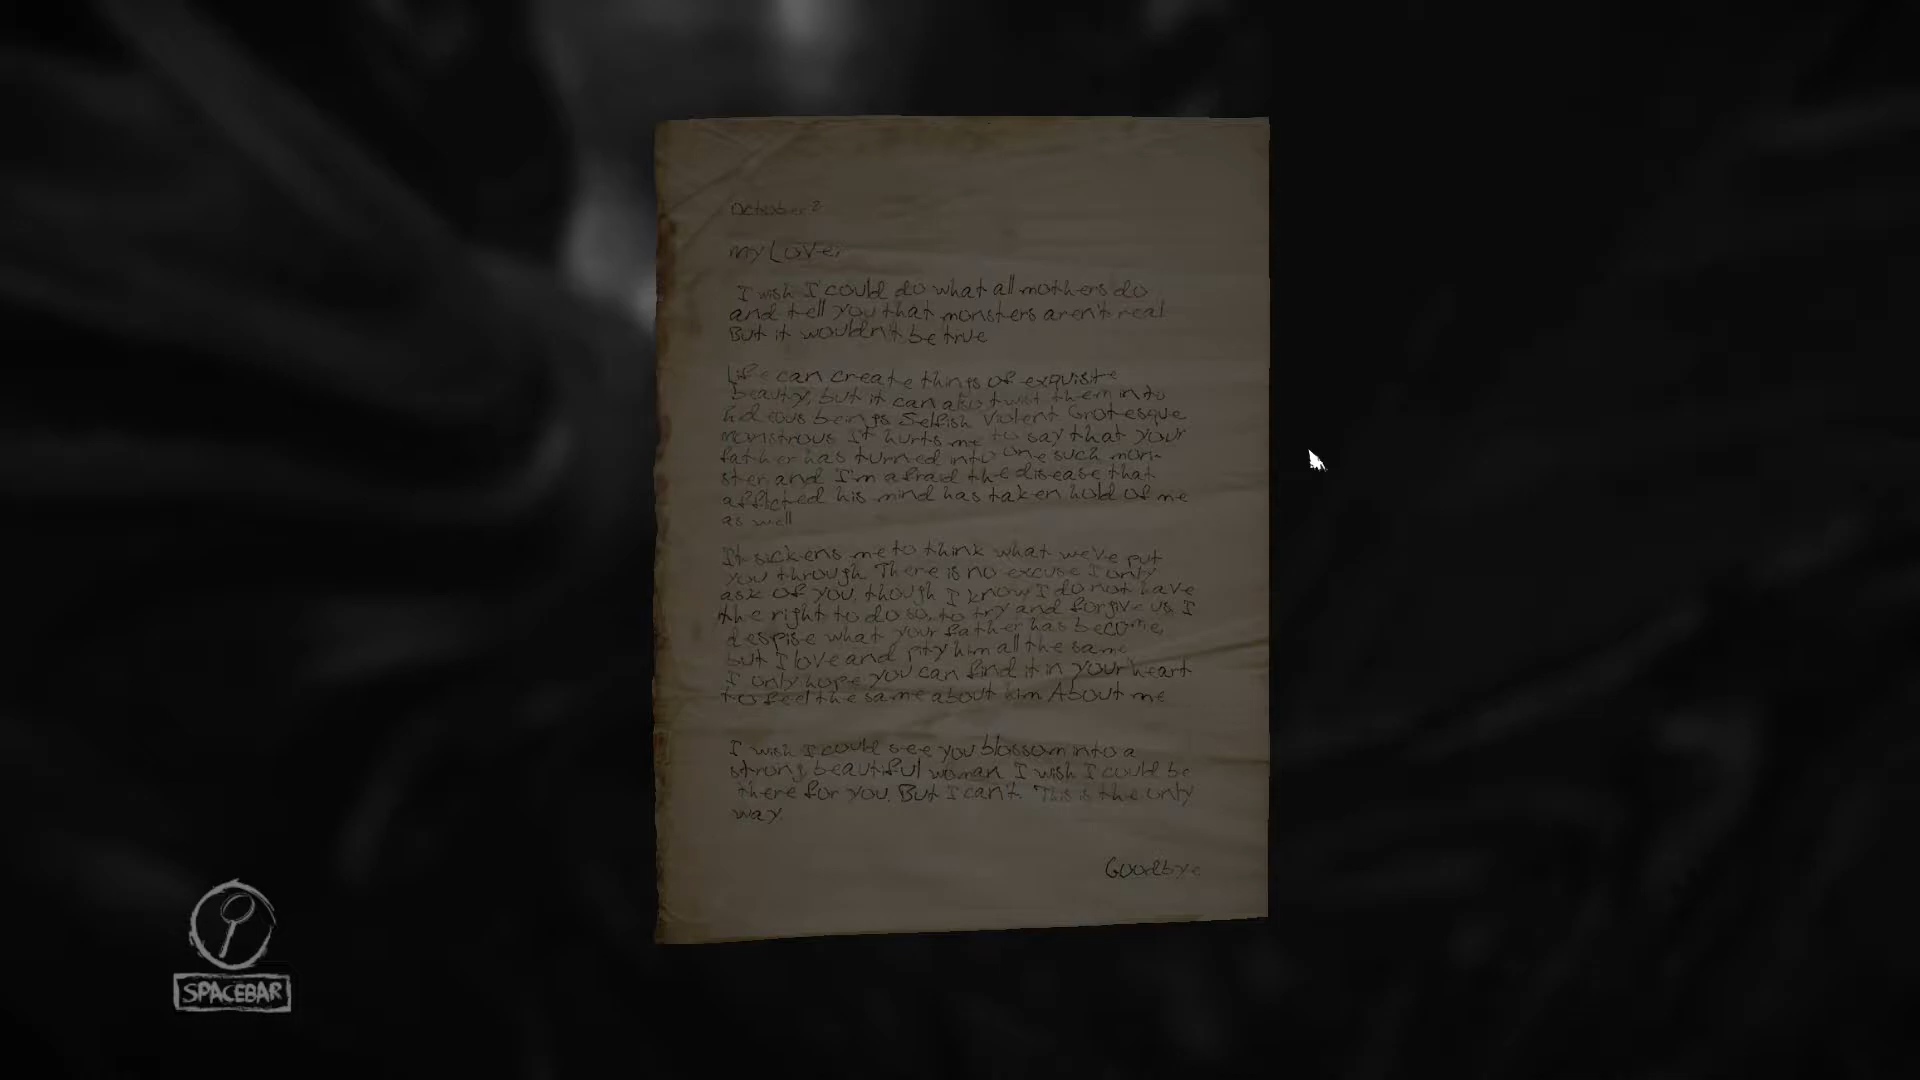 October 2
my Love,
I wish I could do what all mothers do
and tell you that monsters aren't real
But it wouldn't be true
Life can create things of exquisite
beauty, but it can also twist them into
hideous beings Selfish Violent Grotesque
monstrous It hurts me to say that your
father has turned into one such mon-
ster and I'm afraid the disease that
afflicted his mind has taken hold of me
as well
It sickens me to think what we've put
you through There is no excuse I only
ask of you, though I know I do not have
the right to do so, to try and forgive us I
despise what your father has become,
but I love and pity him all the same
I only hope you can find it in your heart
to feel the same about him About me
I wish I could see you blossom into a
strong beautiful woman I wish I could be
there for you. But I can't. This is the only
way.
Goodbye
SPACEBAR